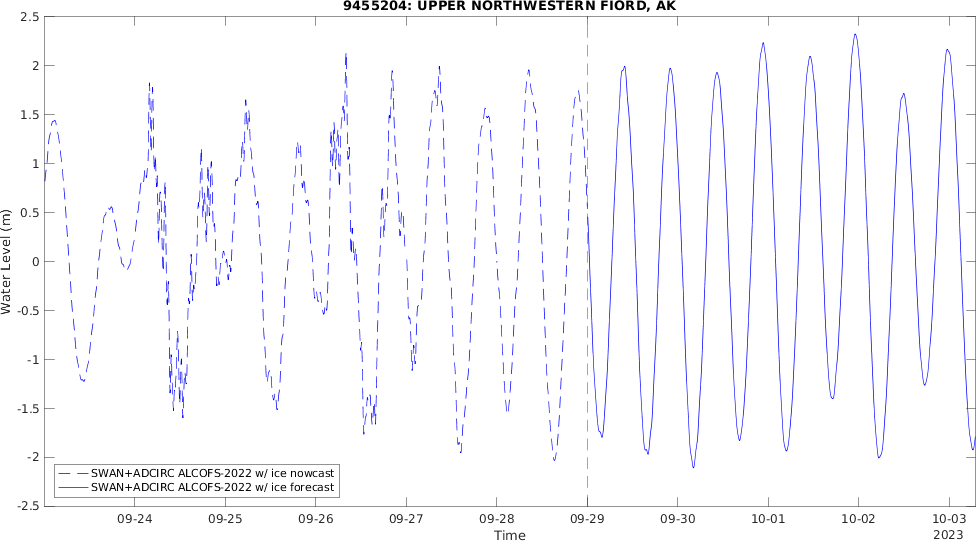 9455204: UPPER NORTHWESTERN FIORD, AK
2.5
2
1.5
1
0.5
0
-0.5
-1
-1.5
-2
-2.5
Water Level (m)
SWAN+ADCIRC ALCOFS-2022 w/ ice nowcast
SWAN+ADCIRC ALCOFS-2022 w/ ice forecast
09-24 09-25 09-26 09-27 09-28 09-29 09-30 10-01 10-02 10-03
2023
Time